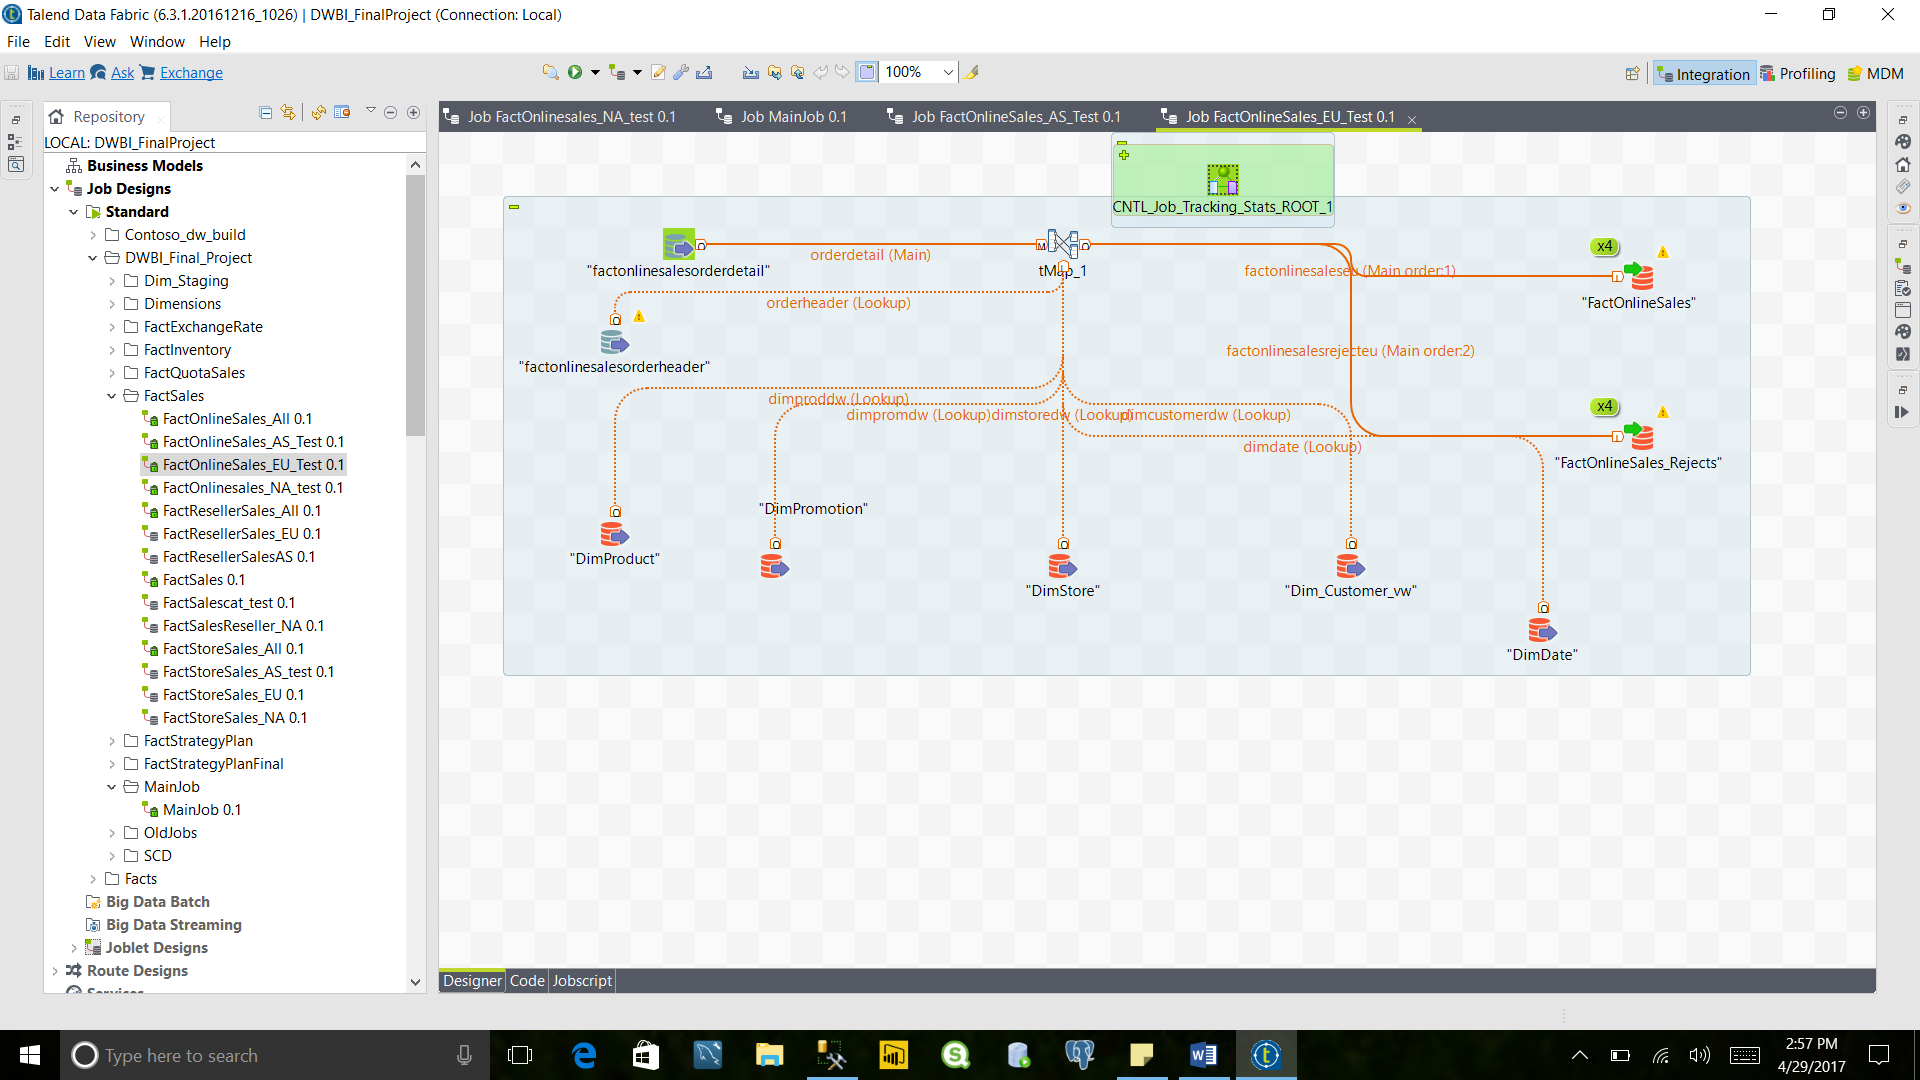 Talend Data Fabric (6.3.1.20161216_1026) | DWBI_FinalProject (Connection: Local)
File Edit View Window Help
Learn Ask Exchange
100%
Integration Profiling MDM
Repository
LOCAL: DWBI_FinalProject
Business Models
Job Designs
Standard
Contoso_dw_build
DWBI_Final_Project
Dim_Staging
Dimensions
FactExchangeRate
FactInventory
FactQuotaSales
FactSales
FactOnlineSales_All 0.1
FactOnlineSales_AS_Test 0.1
FactOnlineSales_EU_Test 0.1
FactOnlinesales_NA_test 0.1
FactResellerSales_All 0.1
FactResellerSales_EU 0.1
FactResellerSalesAS 0.1
FactSales 0.1
FactSalescat_test 0.1
FactSalesReseller_NA 0.1
FactStoreSales_All 0.1
FactStoreSales_AS_test 0.1
FactStoreSales_EU 0.1
FactStoreSales_NA 0.1
FactStrategyPlan
FactStrategyPlanFinal
MainJob
MainJob 0.1
OldJobs
SCD
Facts
Big Data Batch
Big Data Streaming
Joblet Designs
Route Designs
Services
Job FactOnlinesales_NA_test 0.1
Job MainJob 0.1
Job FactOnlineSales_AS_Test 0.1
Job FactOnlineSales_EU_Test 0.1
CNTL_Job_Tracking_Stats_ROOT_1
"factonlinesalesorderdetail"
orderdetail (Main)
tMap_1
factonlinesaleseu (Main order:1)
x4
"FactOnlineSales"
orderheader (Lookup)
"factonlinesalesorderheader"
factonlinesalesrejecteu (Main order:2)
dimproddw (Lookup)
dimpromdw (Lookup)
dimstoredw (Lookup)
dimcustomerdw (Lookup)
dimdate (Lookup)
x4
"FactOnlineSales_Rejects"
"DimPromotion"
"DimProduct"
"DimStore"
"Dim_Customer_vw"
"DimDate"
Designer Code Jobscript
Type here to search
2:57 PM
4/29/2017